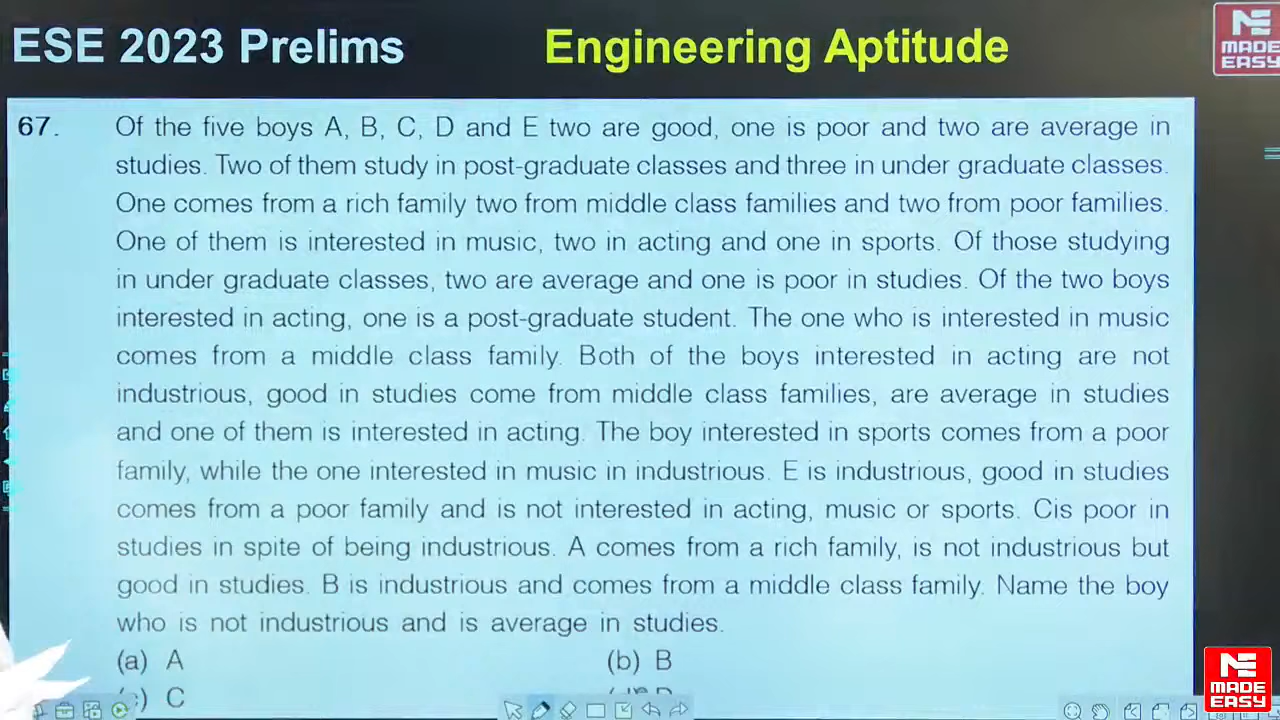 ESE 2023 Prelims
Engineering Aptitude
NE
MADE
EASY
67. Of the five boys A, B, C, D and E two are good, one is poor and two are average in
studies. Two of them study in post-graduate classes and three in under graduate classes.
One comes from a rich family two from middle class families and two from poor families.
One of them is interested in music, two in acting and one in sports. Of those studying
in under graduate classes, two are average and one is poor in studies. Of the two boys
interested in acting, one is a post-graduate student. The one who is interested in music
comes from a middle class family. Both of the boys interested in acting are not
industrious, good in studies come from middle class families, are average in studies
and one of them is interested in acting. The boy interested in sports comes from a poor
family, while the one interested in music in industrious. E is industrious, good in studies
comes from a poor family and is not interested in acting, music or sports. Cis poor in
studies in spite of being industrious. A comes from a rich family, is not industrious but
good in studies. B is industrious and comes from a middle class family. Name the boy
who is not industrious and is average in studies.
(a) A
(b) B
C
NE
MADE
EASY